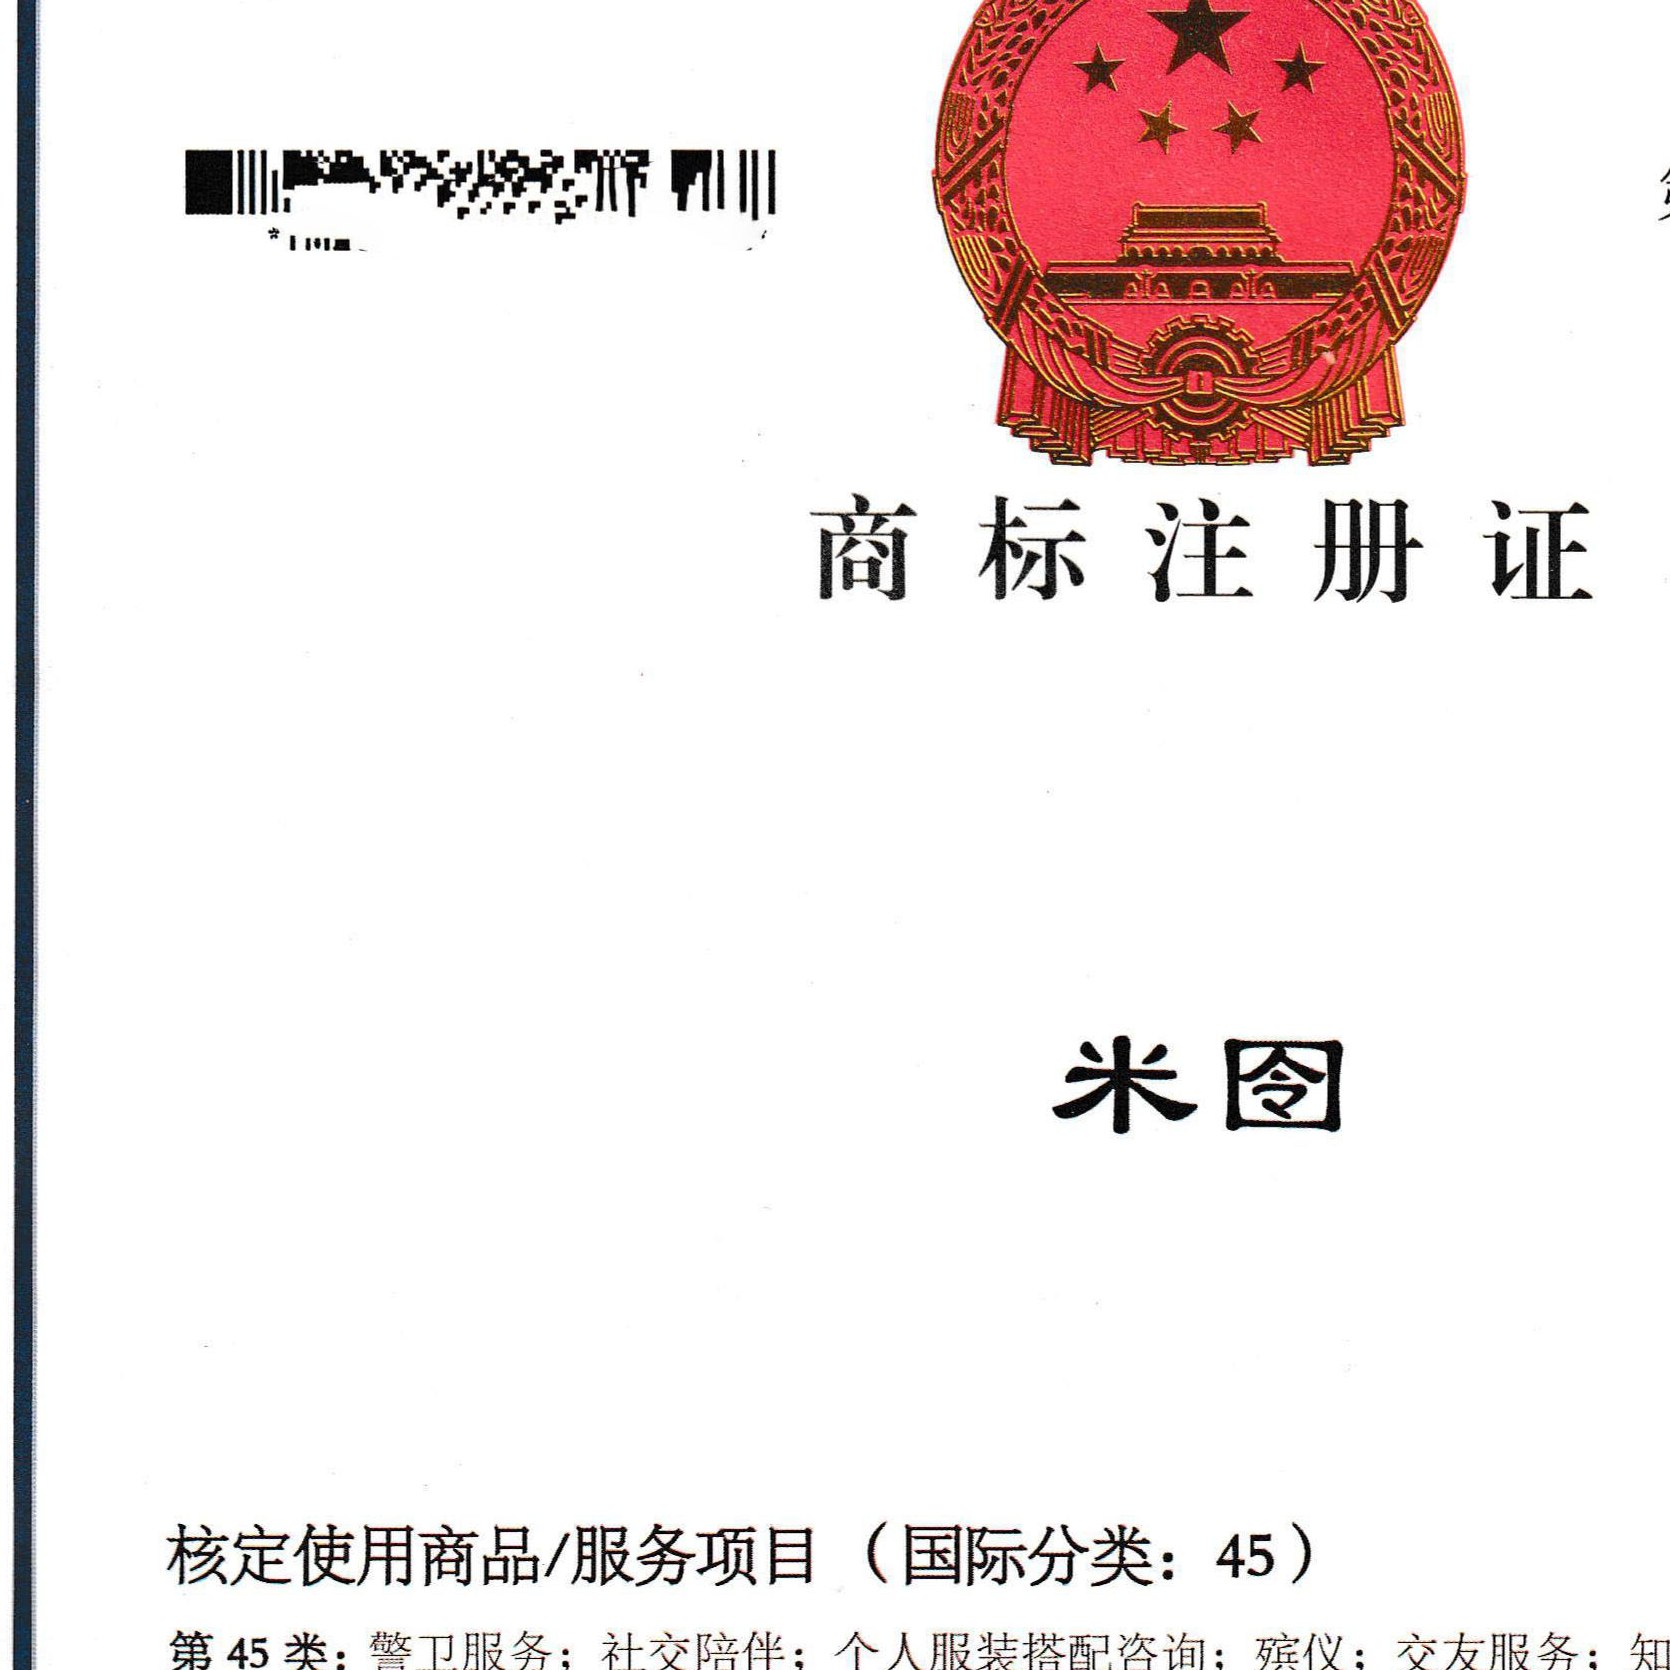 商标注册证
米囹
核定使用商品/服务项目（国际分类：45）
第 45 类：警卫服务；社交陪伴；个人服装搭配咨询；殡仪；交友服务；知